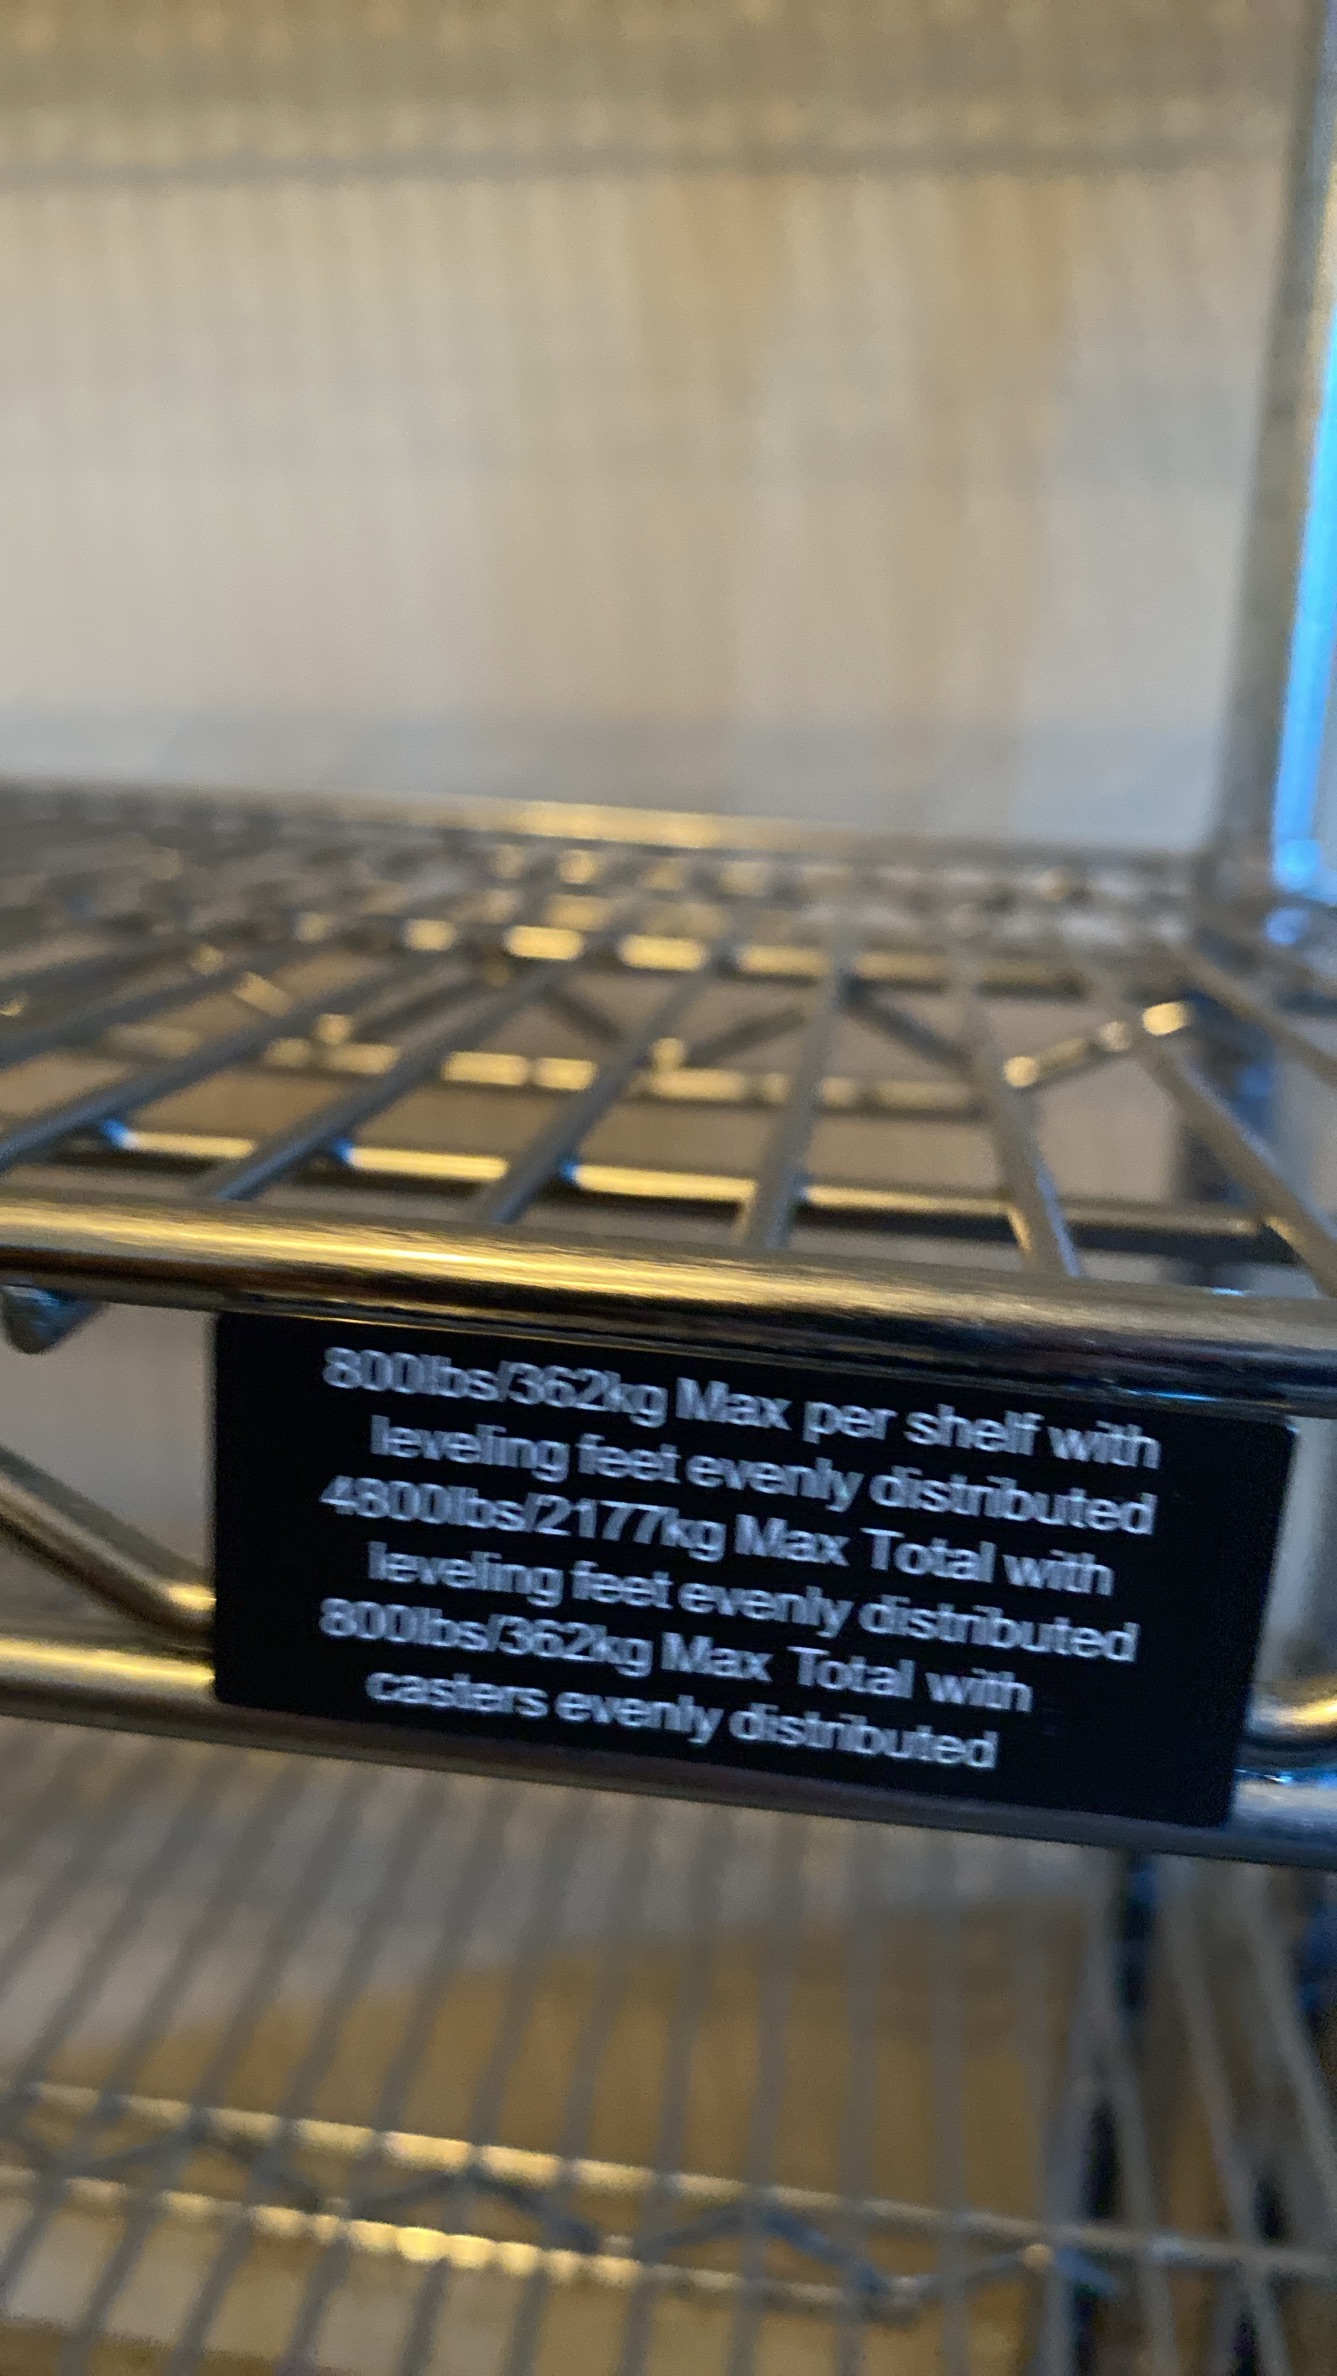 800lbs/362kg Max per shelf with
leveling feet evenly distributed
4800lbs/2177kg Max Total with
leveling feet evenly distributed
800lbs/362kg Max Total with
casters evenly distributed